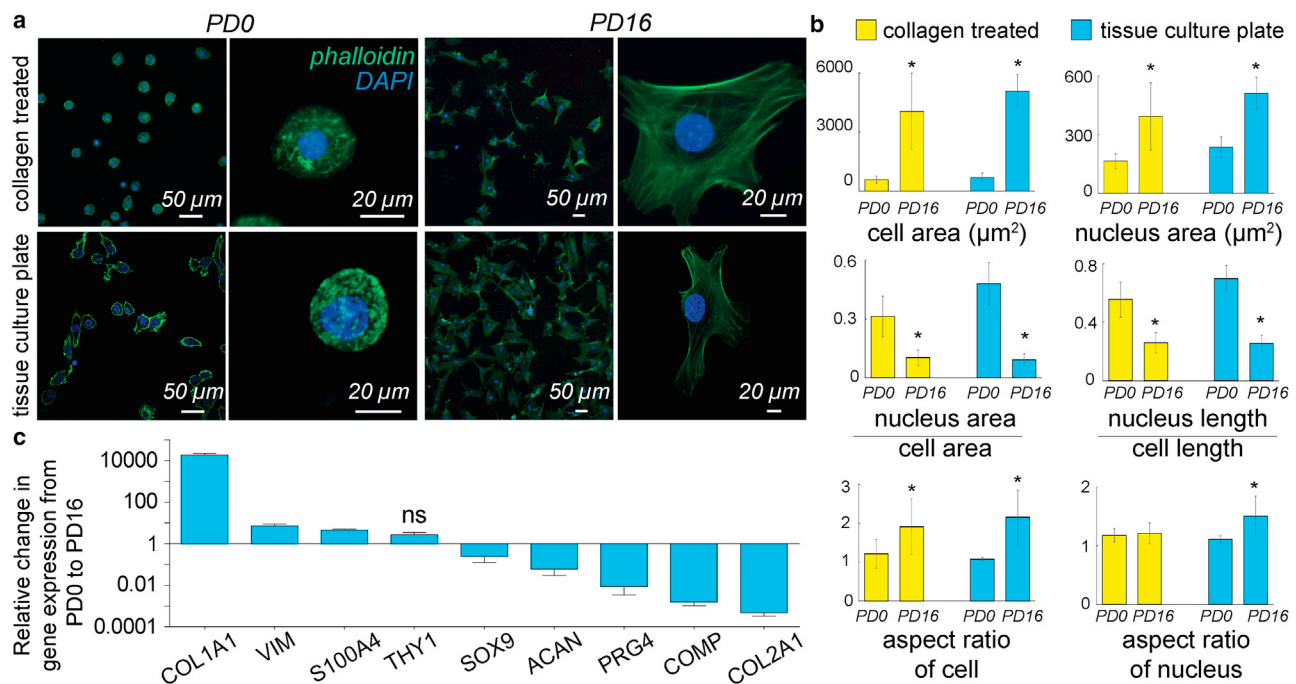 a
PD0
PD16
phalloidin
DAPI
collagen treated
50 µm
20 µm
50 µm
20 µm
tissue culture plate
50 µm
20 µm
50 µm
20 µm
b
collagen treated
tissue culture plate
6000
3000
0
* *
PD0 PD16 PD0 PD16
cell area (µm²)
600
300
0
* *
PD0 PD16 PD0 PD16
nucleus area (µm²)
0.6
0.3
0
* *
PD0 PD16 PD0 PD16
nucleus area
cell area
0.8
0.4
0
* *
PD0 PD16 PD0 PD16
nucleus length
cell length
3
2
1
0
* *
PD0 PD16 PD0 PD16
aspect ratio
of cell
2
1
0
*
PD0 PD16 PD0 PD16
aspect ratio
of nucleus
c
Relative change in
gene expression from
PD0 to PD16
10000
100
1
0.01
0.0001
ns
COL1A1
VIM
S100A4
THY1
SOX9
ACAN
PRG4
COMP
COL2A1